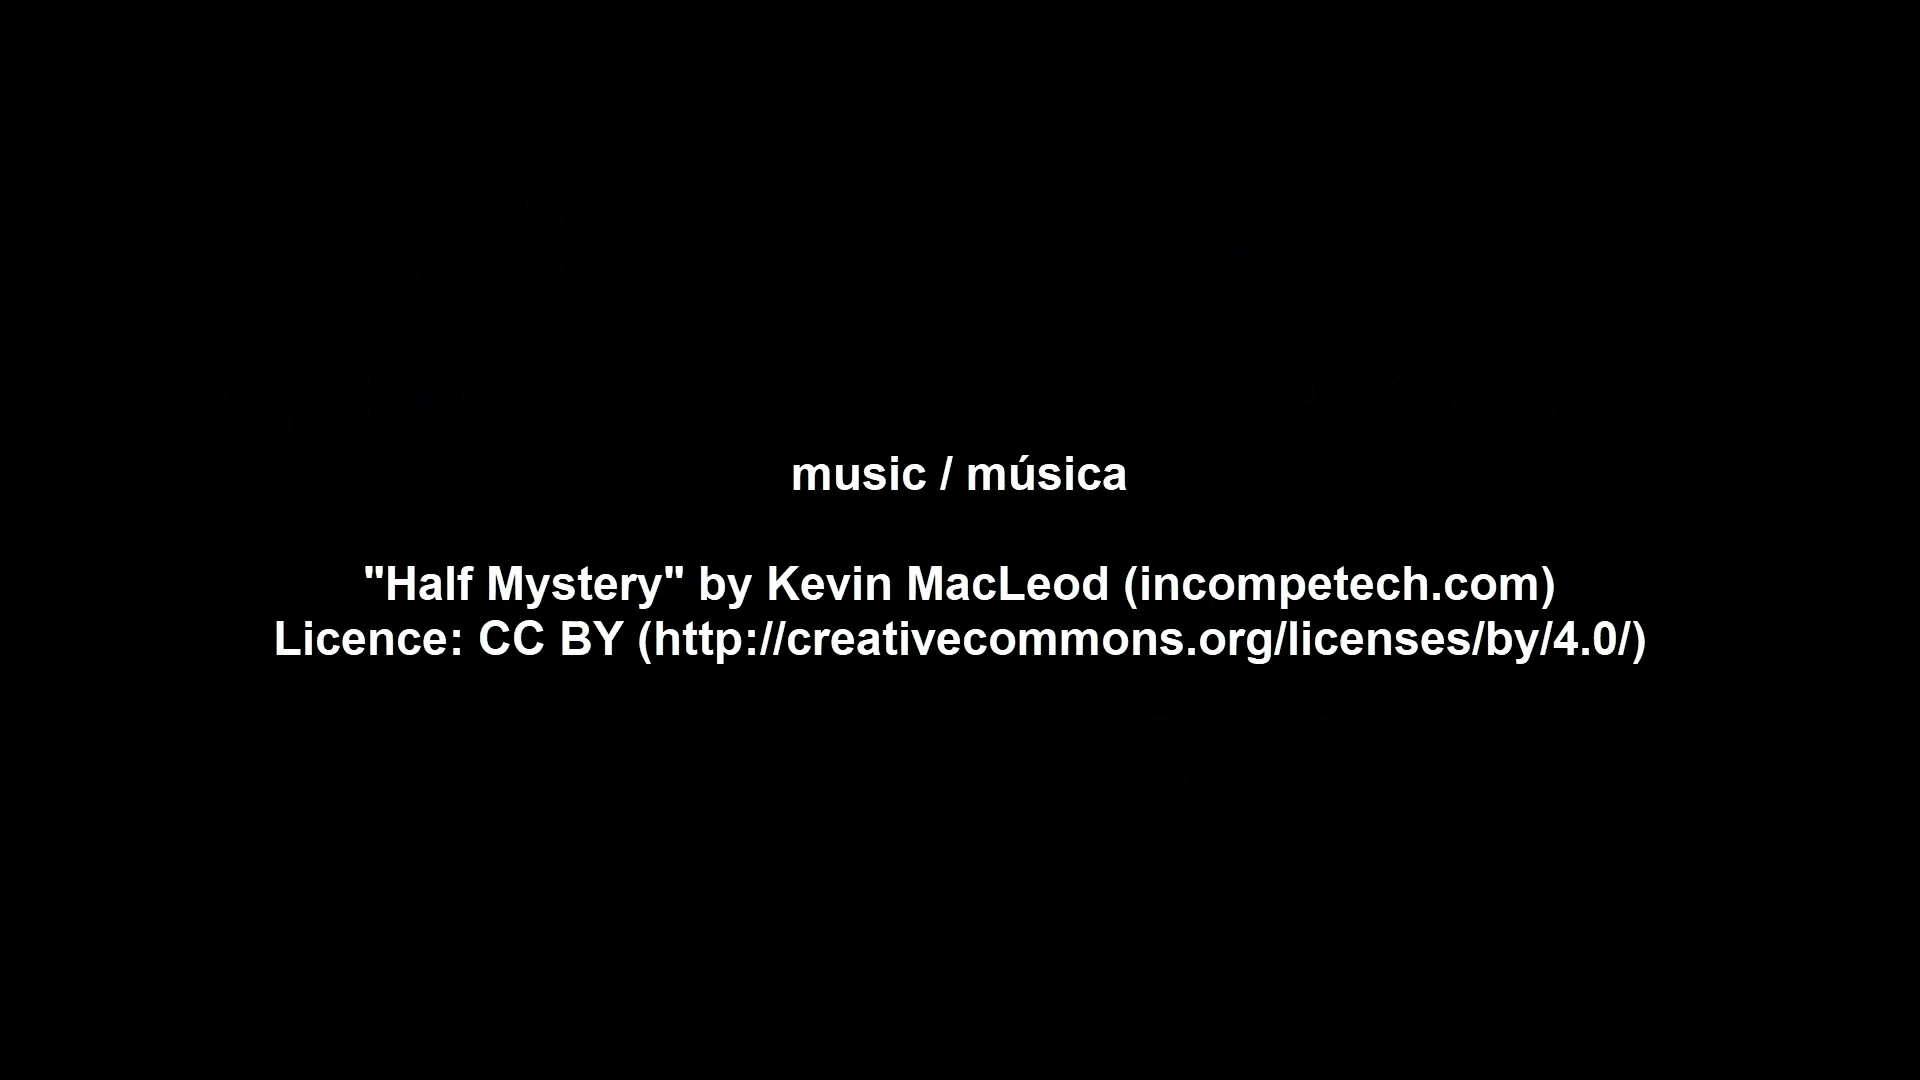 music / música
"Half Mystery" by Kevin MacLeod (incompetech.com)
Licence: CC BY (http://creativecommons.org/licenses/by/4.0/)